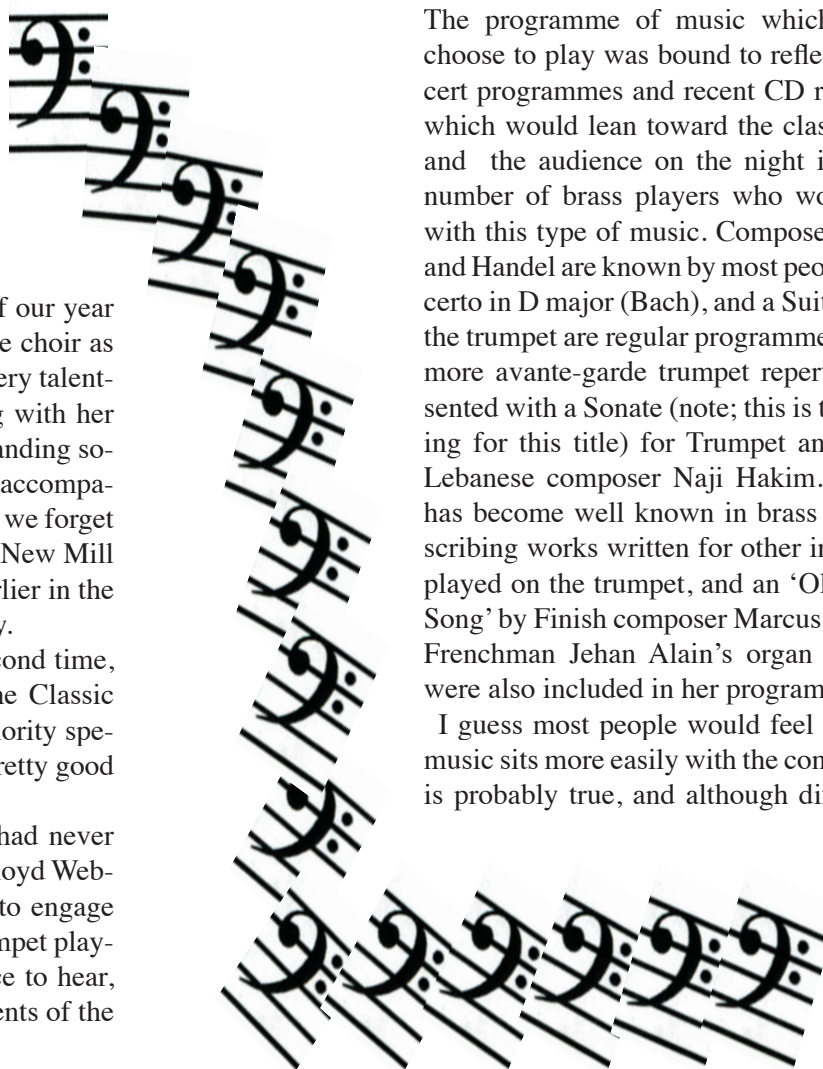 f our year
e choir as
ery talent-
g with her
anding so-
accompa-
we forget
New Mill
rlier in the
y.
cond time,
ne Classic
ority spe-
retty good
had never
loyd Web-
to engage
mpet play-
ce to hear,
ents of the
The programme of music which
choose to play was bound to refle
cert programmes and recent CD r
which would lean toward the clas
and the audience on the night i
number of brass players who wo
with this type of music. Compose
and Handel are known by most peo
certo in D major (Bach), and a Suit
the trumpet are regular programme
more avante-garde trumpet reper
sented with a Sonate (note; this is t
ing for this title) for Trumpet an
Lebanese composer Naji Hakim.
has become well known in brass
scribing works written for other in
played on the trumpet, and an ‘Ol
Song’ by Finish composer Marcus
Frenchman Jehan Alain’s organ
were also included in her program
I guess most people would feel
music sits more easily with the con
is probably true, and although di